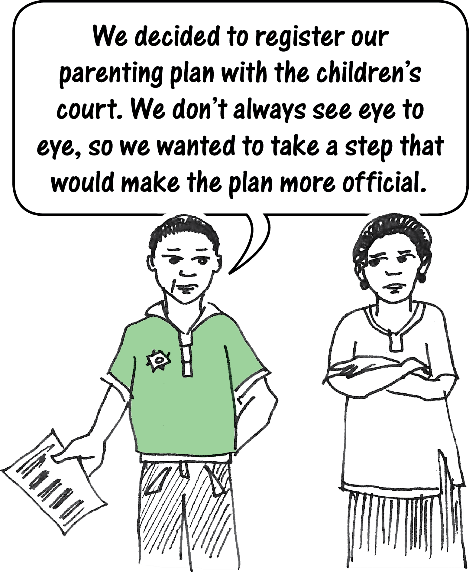 We decided to register our
parenting plan with the children's
court. We don't always see eye to
eye, so we wanted to take a step that
would make the plan more official.